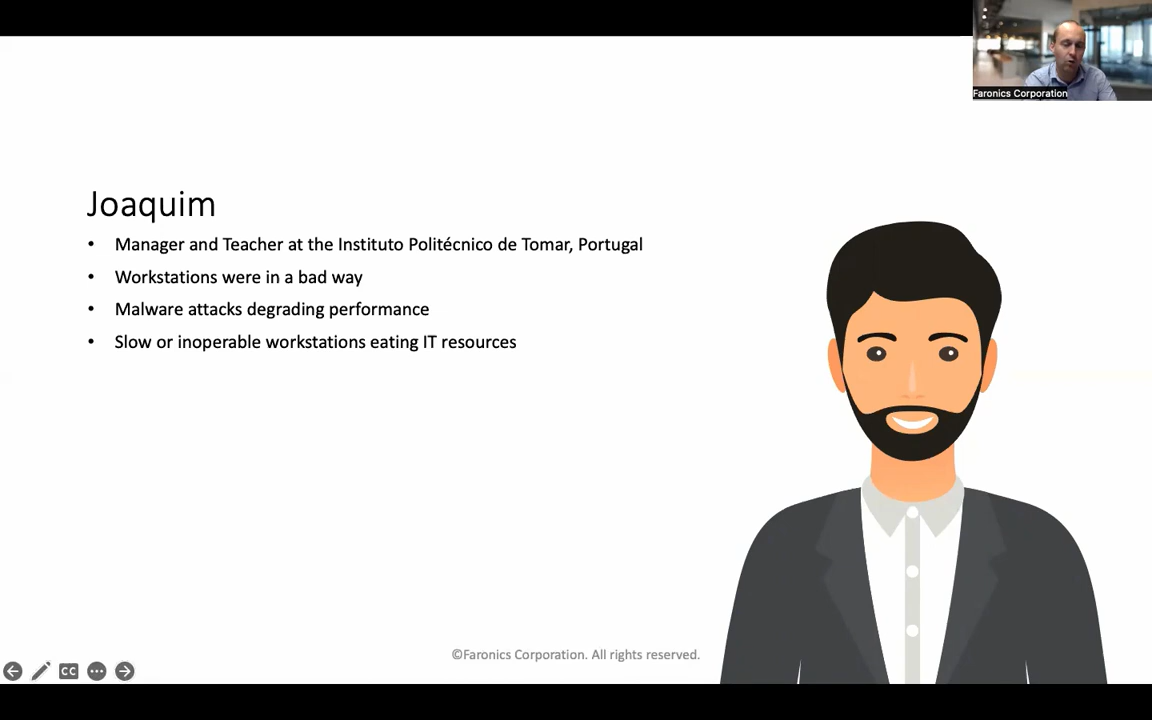 Faronics Corporation
Joaquim
• Manager and Teacher at the Instituto Politécnico de Tomar, Portugal
• Workstations were in a bad way
• Malware attacks degrading performance
• Slow or inoperable workstations eating IT resources
©Faronics Corporation. All rights reserved.
CC